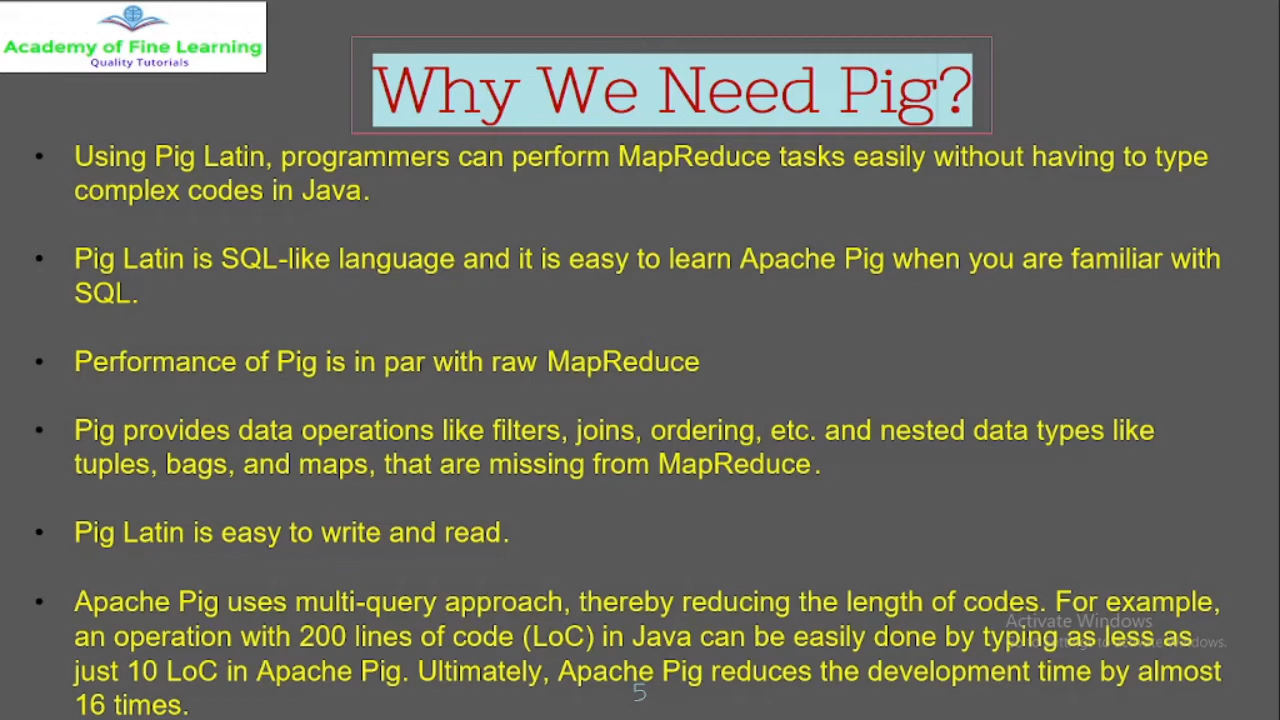 Academy of Fine Learning
Quality Tutorials
Why We Need Pig?
• Using Pig Latin, programmers can perform MapReduce tasks easily without having to type
complex codes in Java.
• Pig Latin is SQL-like language and it is easy to learn Apache Pig when you are familiar with
SQL.
• Performance of Pig is in par with raw MapReduce
• Pig provides data operations like filters, joins, ordering, etc. and nested data types like
tuples, bags, and maps, that are missing from MapReduce.
• Pig Latin is easy to write and read.
• Apache Pig uses multi-query approach, thereby reducing the length of codes. For example,
an operation with 200 lines of code (LoC) in Java can be easily done by typing as less as
just 10 LoC in Apache Pig. Ultimately, Apache Pig reduces the development time by almost
16 times.
Activate Windows
5